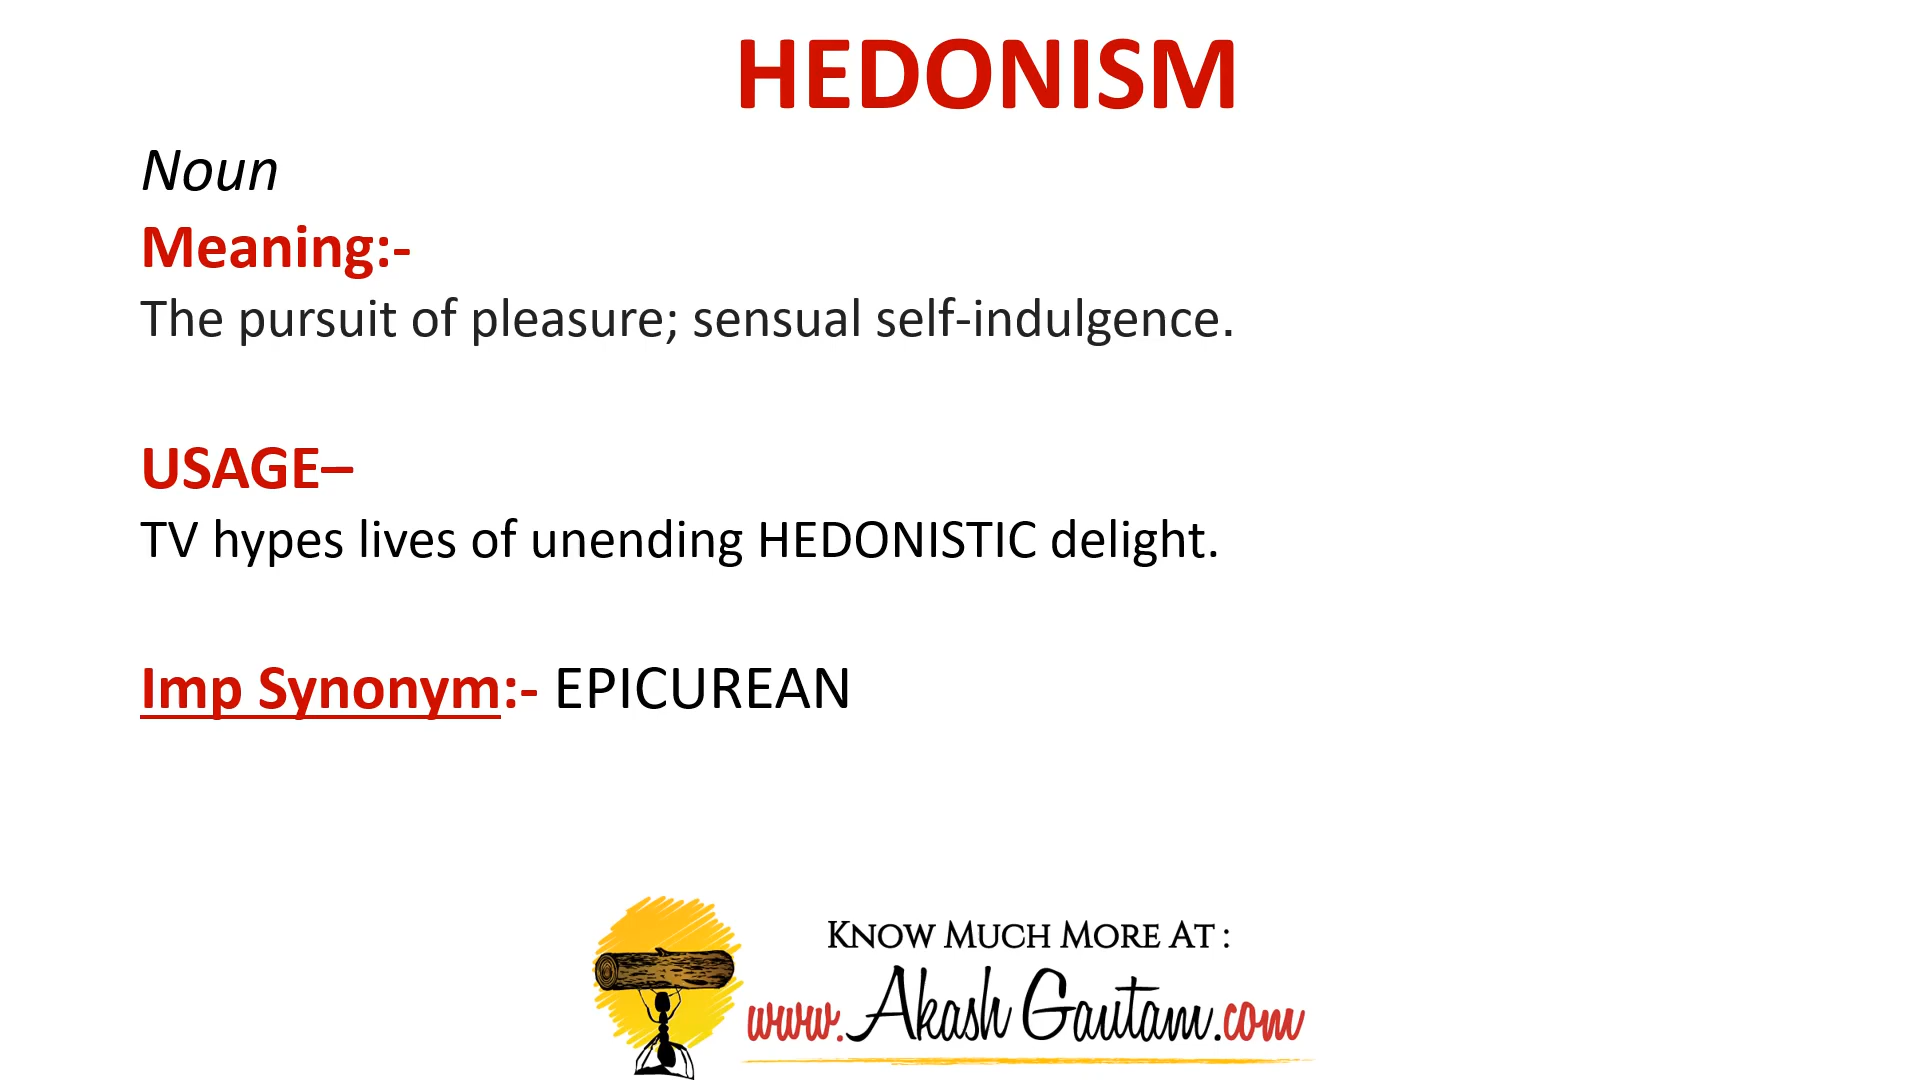 HEDONISM
Noun
Meaning:-
The pursuit of pleasure; sensual self-indulgence.
USAGE–
TV hypes lives of unending HEDONISTIC delight.
Imp Synonym:- EPICUREAN
KNOW MUCH MORE AT :
www.AkashGautam.com